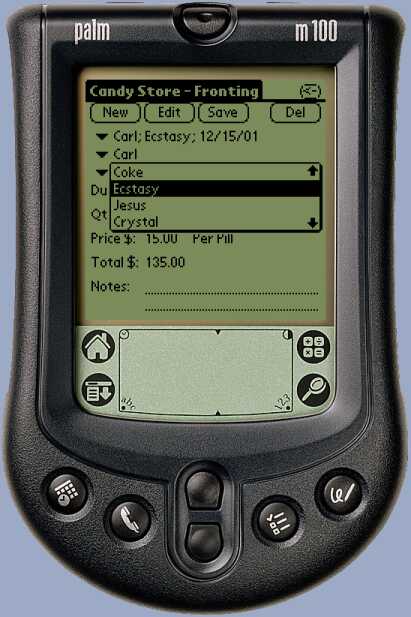 palm m100
Candy Store - Fronting
New Edit Save Del
Carl; Ecstasy; 12/15/01
Carl
Coke
Ecstasy
Du
Jesus
Qt
Crystal
Price $: 15.00 Per Pill
Total $: 135.00
Notes:
abc 123